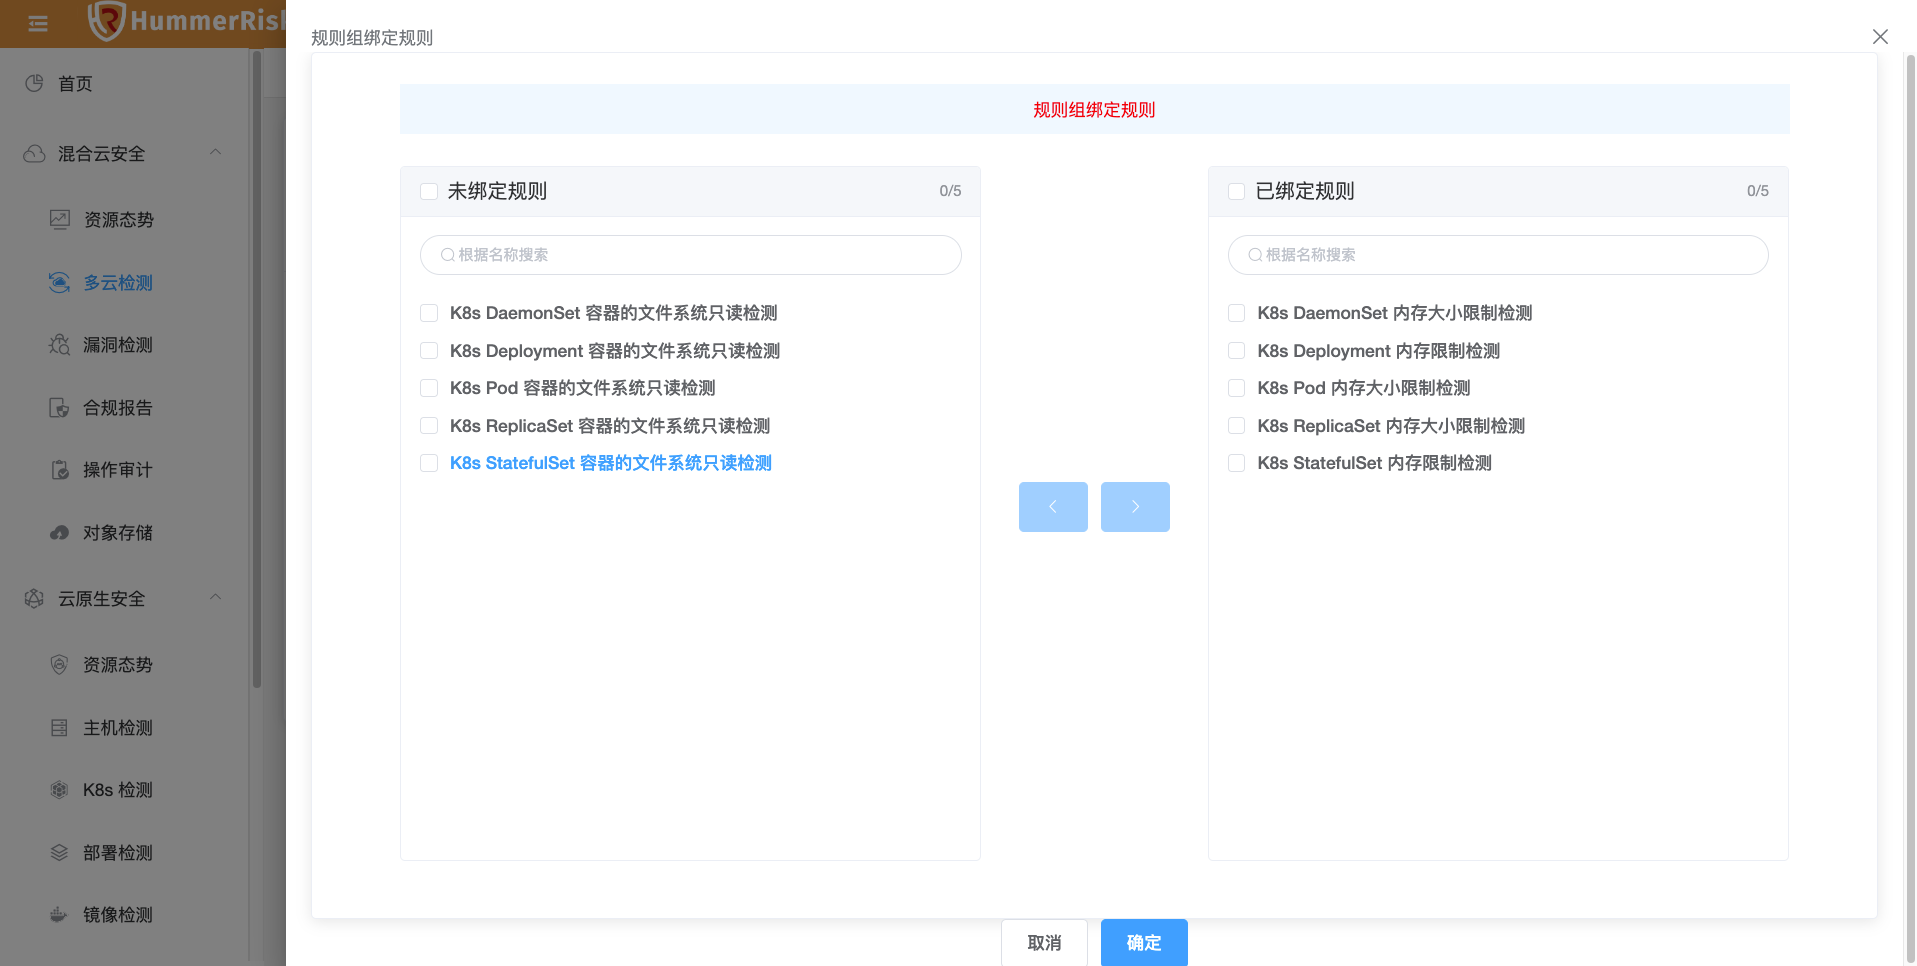 HummerRisk
首页
混合云安全
资源态势
多云检测
漏洞检测
合规报告
操作审计
对象存储
云原生安全
资源态势
主机检测
K8s 检测
部署检测
镜像检测
规则组绑定规则
规则组绑定规则
未绑定规则 0/5
根据名称搜索
K8s DaemonSet 容器的文件系统只读检测
K8s Deployment 容器的文件系统只读检测
K8s Pod 容器的文件系统只读检测
K8s ReplicaSet 容器的文件系统只读检测
K8s StatefulSet 容器的文件系统只读检测
已绑定规则 0/5
根据名称搜索
K8s DaemonSet 内存大小限制检测
K8s Deployment 内存限制检测
K8s Pod 内存大小限制检测
K8s ReplicaSet 内存大小限制检测
K8s StatefulSet 内存限制检测
取消 确定